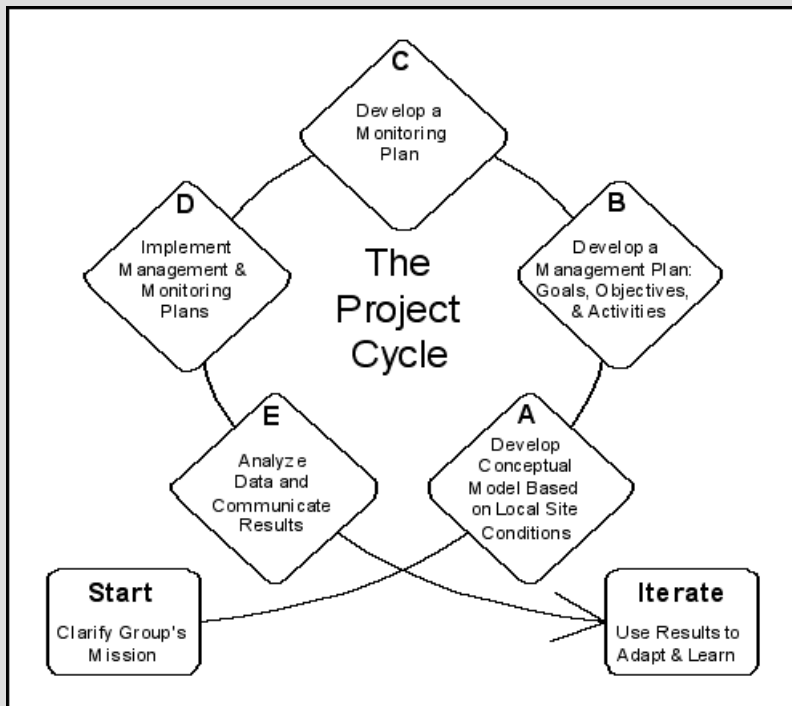 C
Develop a
Monitoring
Plan
D
Implement
Management &
Monitoring
Plans
The
Project
Cycle
B
Develop a
Management Plan:
Goals, Objectives,
& Activities
E
Analyze
Data and
Communicate
Results
A
Develop
Conceptual
Model Based
on Local Site
Conditions
Start
Clarify Group's
Mission
Iterate
Use Results to
Adapt & Learn